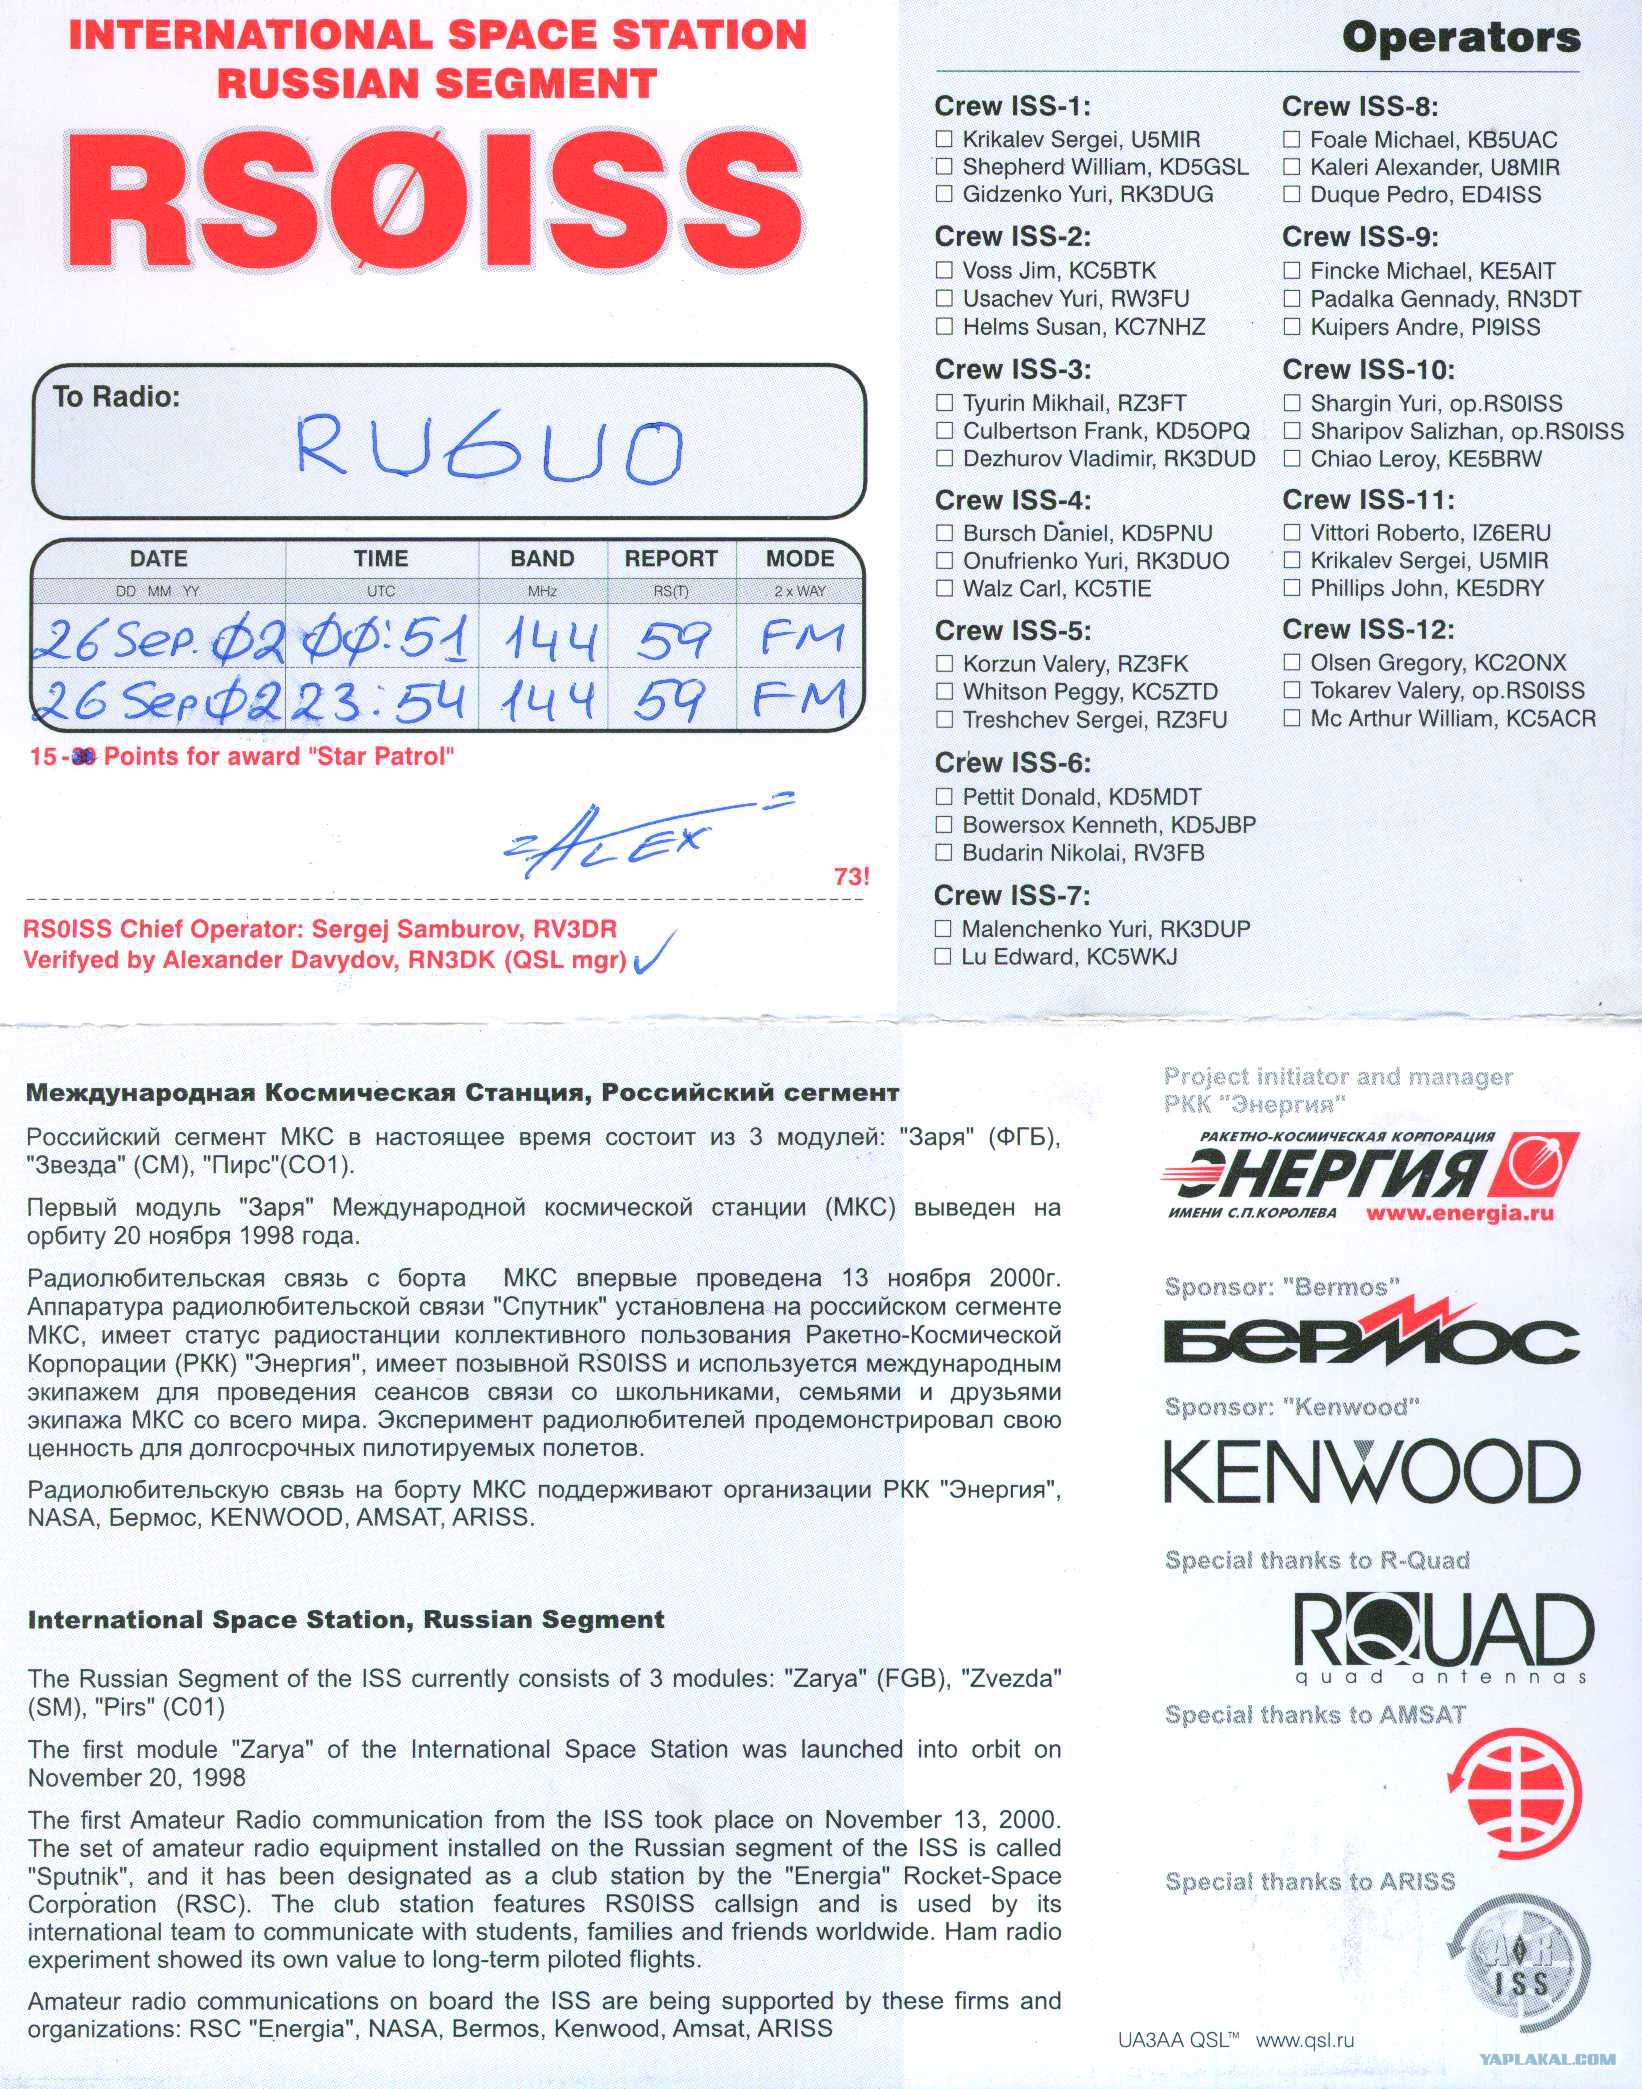 INTERNATIONAL SPACE STATION
RUSSIAN SEGMENT
RSØISS
To Radio:
RU6UO
DATE TIME BAND REPORT MODE
DD MM YY UTC MHz RS(T) 2 x WAY
26 Sep. Ø2 ØØ:51 144 59 FM
26 Sep Ø2 23:54 144 59 FM
15 - Points for award "Star Patrol"
=ALEX=
73!
RS0ISS Chief Operator: Sergej Samburov, RV3DR
Verifyed by Alexander Davydov, RN3DK (QSL mgr) ✓
Operators
Crew ISS-1:
☐ Krikalev Sergei, U5MIR
☐ Shepherd William, KD5GSL
☐ Gidzenko Yuri, RK3DUG
Crew ISS-2:
☐ Voss Jim, KC5BTK
☐ Usachev Yuri, RW3FU
☐ Helms Susan, KC7NHZ
Crew ISS-3:
☐ Tyurin Mikhail, RZ3FT
☐ Culbertson Frank, KD5OPQ
☐ Dezhurov Vladimir, RK3DUD
Crew ISS-4:
☐ Bursch Daniel, KD5PNU
☐ Onufrienko Yuri, RK3DUO
☐ Walz Carl, KC5TIE
Crew ISS-5:
☐ Korzun Valery, RZ3FK
☐ Whitson Peggy, KC5ZTD
☐ Treshchev Sergei, RZ3FU
Crew ISS-6:
☐ Pettit Donald, KD5MDT
☐ Bowersox Kenneth, KD5JBP
☐ Budarin Nikolai, RV3FB
Crew ISS-7:
☐ Malenchenko Yuri, RK3DUP
☐ Lu Edward, KC5WKJ
Crew ISS-8:
☐ Foale Michael, KB5UAC
☐ Kaleri Alexander, U8MIR
☐ Duque Pedro, ED4ISS
Crew ISS-9:
☐ Fincke Michael, KE5AIT
☐ Padalka Gennady, RN3DT
☐ Kuipers Andre, PI9ISS
Crew ISS-10:
☐ Shargin Yuri, op.RS0ISS
☐ Sharipov Salizhan, op.RS0ISS
☐ Chiao Leroy, KE5BRW
Crew ISS-11:
☐ Vittori Roberto, IZ6ERU
☐ Krikalev Sergei, U5MIR
☐ Phillips John, KE5DRY
Crew ISS-12:
☐ Olsen Gregory, KC2ONX
☐ Tokarev Valery, op.RS0ISS
☐ Mc Arthur William, KC5ACR
Международная Космическая Станция, Российский сегмент
Российский сегмент МКС в настоящее время состоит из 3 модулей: "Заря" (ФГБ),
"Звезда" (СМ), "Пирс"(СО1).
Первый модуль "Заря" Международной космической станции (МКС) выведен на
орбиту 20 ноября 1998 года.
Радиолюбительская связь с борта МКС впервые проведена 13 ноября 2000г.
Аппаратура радиолюбительской связи "Спутник" установлена на российском сегменте
МКС, имеет статус радиостанции коллективного пользования Ракетно-Космической
Корпорации (РКК) "Энергия", имеет позывной RS0ISS и используется международным
экипажем для проведения сеансов связи со школьниками, семьями и друзьями
экипажа МКС со всего мира. Эксперимент радиолюбителей продемонстрировал свою
ценность для долгосрочных пилотируемых полетов.
Радиолюбительскую связь на борту МКС поддерживают организации РКК "Энергия",
NASA, Бермос, KENWOOD, AMSAT, ARISS.
International Space Station, Russian Segment
The Russian Segment of the ISS currently consists of 3 modules: "Zarya" (FGB), "Zvezda"
(SM), "Pirs" (C01)
The first module "Zarya" of the International Space Station was launched into orbit on
November 20, 1998
The first Amateur Radio communication from the ISS took place on November 13, 2000.
The set of amateur radio equipment installed on the Russian segment of the ISS is called
"Sputnik", and it has been designated as a club station by the "Energia" Rocket-Space
Corporation (RSC). The club station features RS0ISS callsign and is used by its
international team to communicate with students, families and friends worldwide. Ham radio
experiment showed its own value to long-term piloted flights.
Amateur radio communications on board the ISS are being supported by these firms and
organizations: RSC "Energia", NASA, Bermos, Kenwood, Amsat, ARISS
Project initiator and manager
РКК "Энергия"
РАКЕТНО-КОСМИЧЕСКАЯ КОРПОРАЦИЯ
ЭНЕРГИЯ
ИМЕНИ С.П.КОРОЛЕВА www.energia.ru
Sponsor: "Bermos"
БЕРМОС
Sponsor: "Kenwood"
KENWOOD
Special thanks to R-Quad
RQUAD
quad antennas
Special thanks to AMSAT
Special thanks to ARISS
AR
ISS
UA3AA QSL™ www.qsl.ru
YAPLAKAL.COM